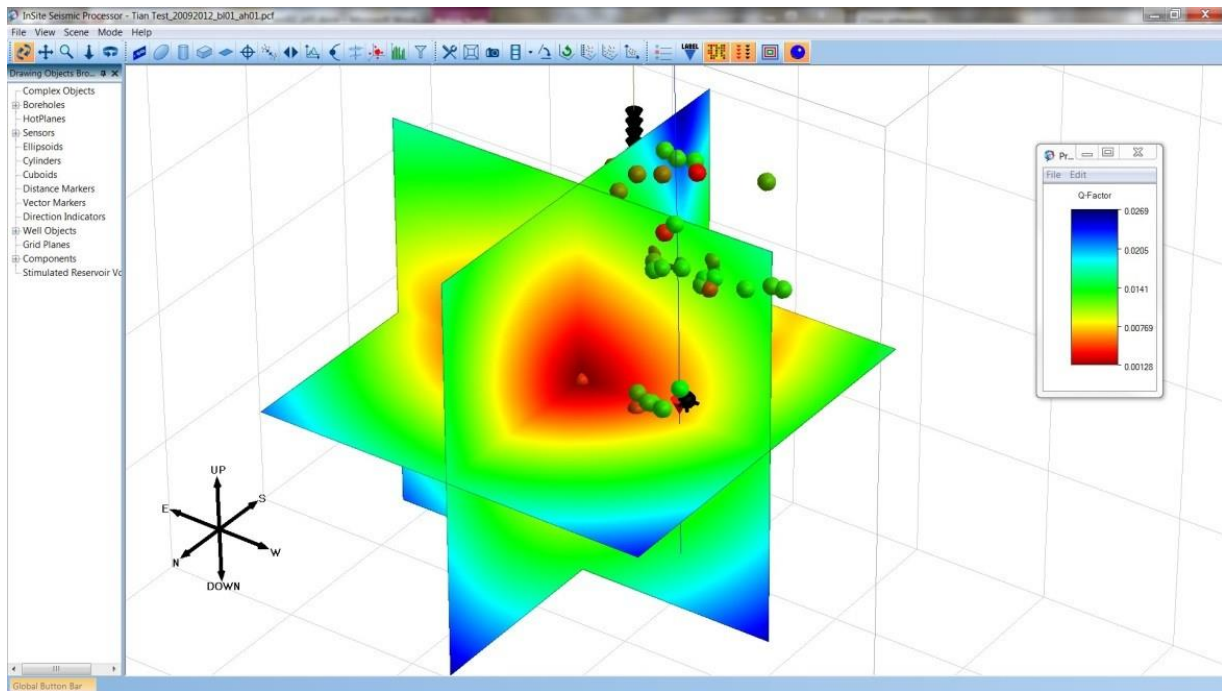 InSite Seismic Processor - Tian Test_20092012_bl01_ah01.pcf
File View Scene Mode Help
LABEL
Drawing Objects Bro...
Complex Objects
Boreholes
HotPlanes
Sensors
Ellipsoids
Cylinders
Cuboids
Distance Markers
Vector Markers
Direction Indicators
Well Objects
Grid Planes
Components
Stimulated Reservoir Vo
Pr...
File Edit
Q-Factor
0.0269
0.0205
0.0141
0.00769
0.00128
UP
E
S
N
W
DOWN
Global Button Bar